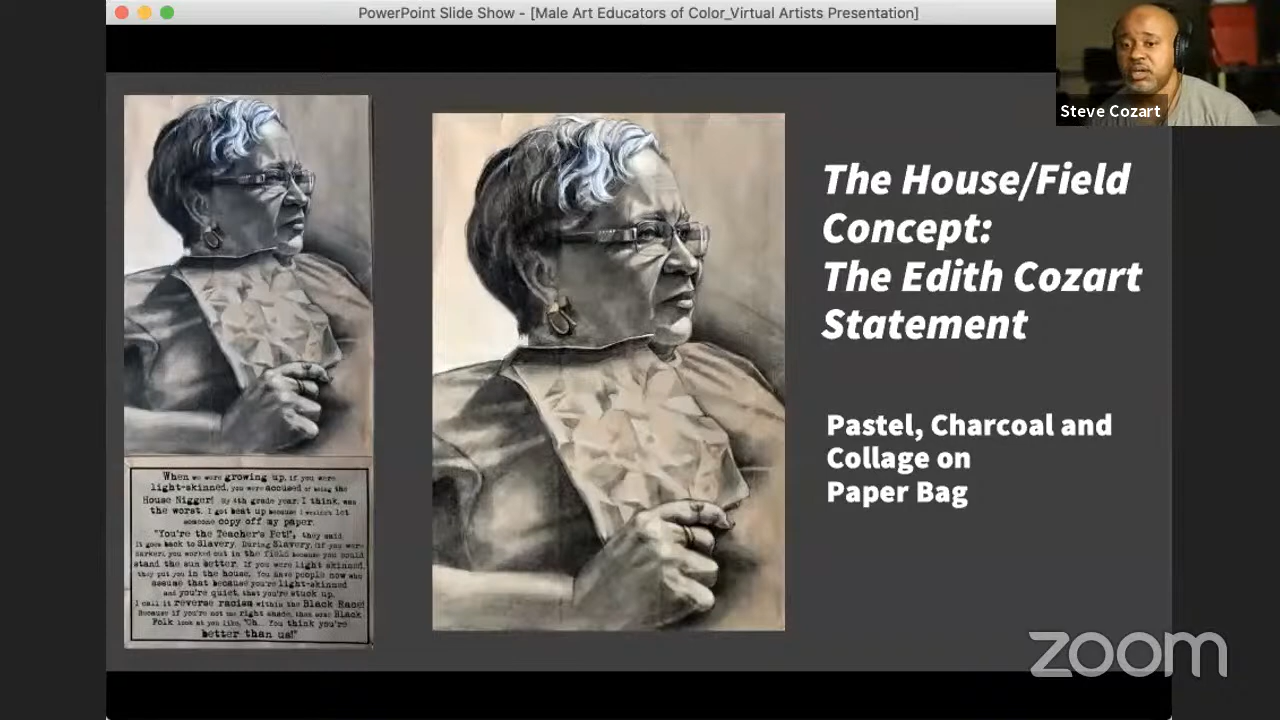 PowerPoint Slide Show - [Male Art Educators of Color_Virtual Artists Presentation]
Steve Cozart
The House/Field
Concept:
The Edith Cozart
Statement
Pastel, Charcoal and
Collage on
Paper Bag
When we were growing up, if you were
light-skinned, you were accused of being the
House Nigger! My 4th grade year, I think, was
the worst. I got beat up because I wouldn't let
someone copy off my paper.
"You're the Teacher's Pet!", they said.
It goes back to Slavery. During Slavery, if you were
darker, you worked out in the field because you could
stand the sun better. If you were light skinned,
they put you in the house. You have people now who
assume that because you're light-skinned
and you're quiet, that you're stuck up.
I call it reverse racism within the Black Race!
Because if you're not the right shade, then some Black
Folk look at you like, "Oh... You think you're
better than us!"
zoom